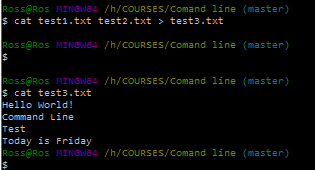 Ross@Ros MINGW64 /h/COURSES/Comand line (master)
$ cat test1.txt test2.txt > test3.txt
Ross@Ros MINGW64 /h/COURSES/Comand line (master)
$
Ross@Ros MINGW64 /h/COURSES/Comand line (master)
$ cat test3.txt
Hello World!
Command Line
Test
Today is Friday
Ross@Ros MINGW64 /h/COURSES/Comand line (master)
$